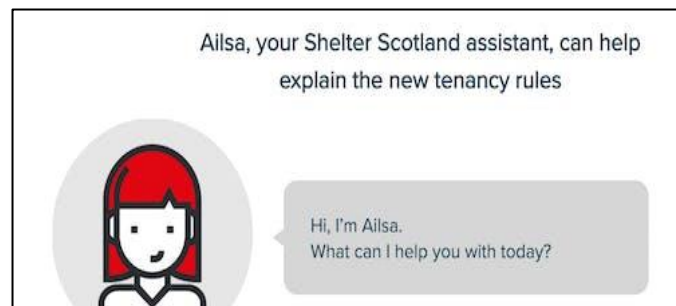 Ailsa, your Shelter Scotland assistant, can help
explain the new tenancy rules
Hi, I'm Ailsa.
What can I help you with today?